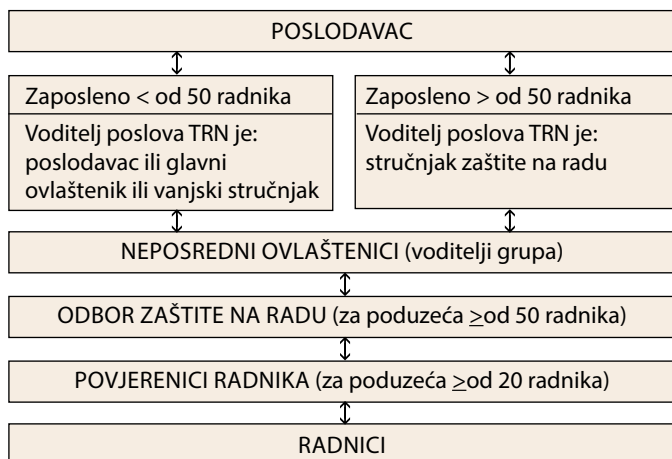 POSLODAVAC
Zaposleno < od 50 radnika
Voditelj poslova TRN je:
poslodavac ili glavni
ovlaštenik ili vanjski stručnjak
Zaposleno > od 50 radnika
Voditelj poslova TRN je:
stručnjak zaštite na radu
NEPOSREDNI OVLAŠTENICI (voditelji grupa)
ODBOR ZAŠTITE NA RADU (za poduzeća ≥od 50 radnika)
POVJERENICI RADNIKA (za poduzeća ≥od 20 radnika)
RADNICI